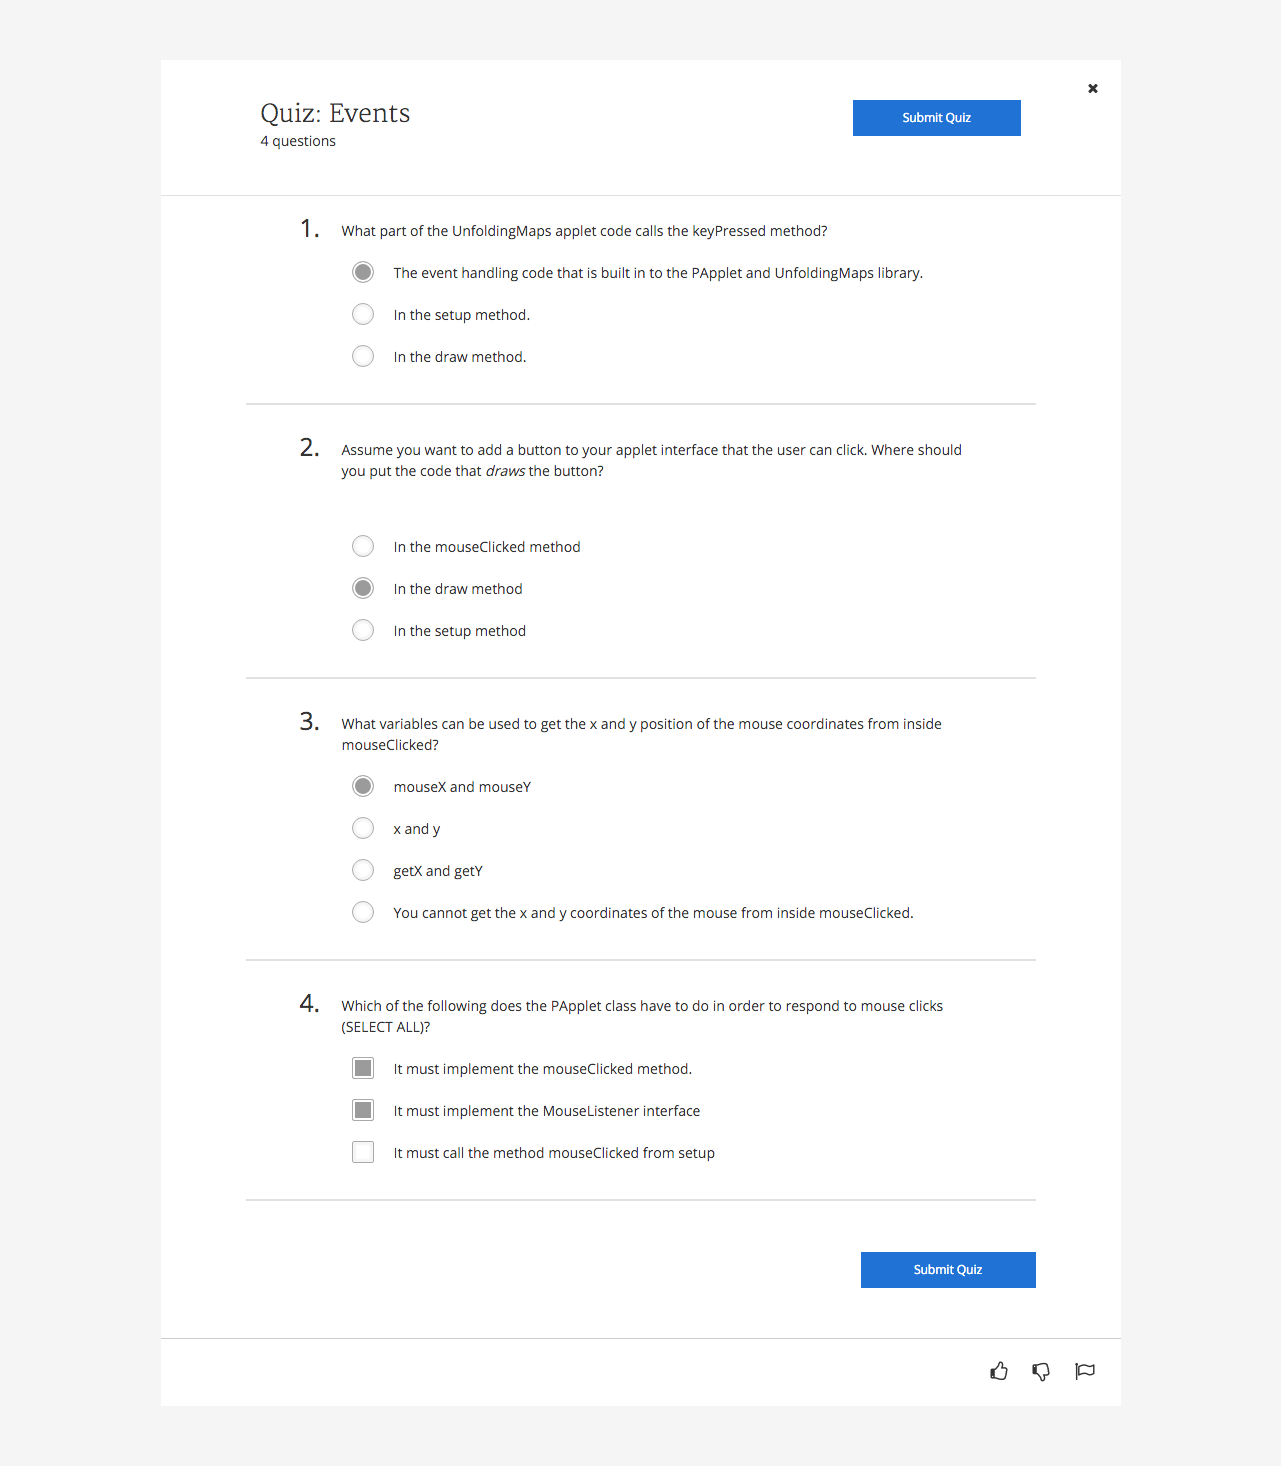 Quiz: Events
4 questions
Submit Quiz
1. What part of the UnfoldingMaps applet code calls the keyPressed method?
The event handling code that is built in to the PApplet and UnfoldingMaps library.
In the setup method.
In the draw method.
2. Assume you want to add a button to your applet interface that the user can click. Where should
you put the code that draws the button?
In the mouseClicked method
In the draw method
In the setup method
3. What variables can be used to get the x and y position of the mouse coordinates from inside
mouseClicked?
mouseX and mouseY
x and y
getX and getY
You cannot get the x and y coordinates of the mouse from inside mouseClicked.
4. Which of the following does the PApplet class have to do in order to respond to mouse clicks
(SELECT ALL)?
It must implement the mouseClicked method.
It must implement the MouseListener interface
It must call the method mouseClicked from setup
Submit Quiz